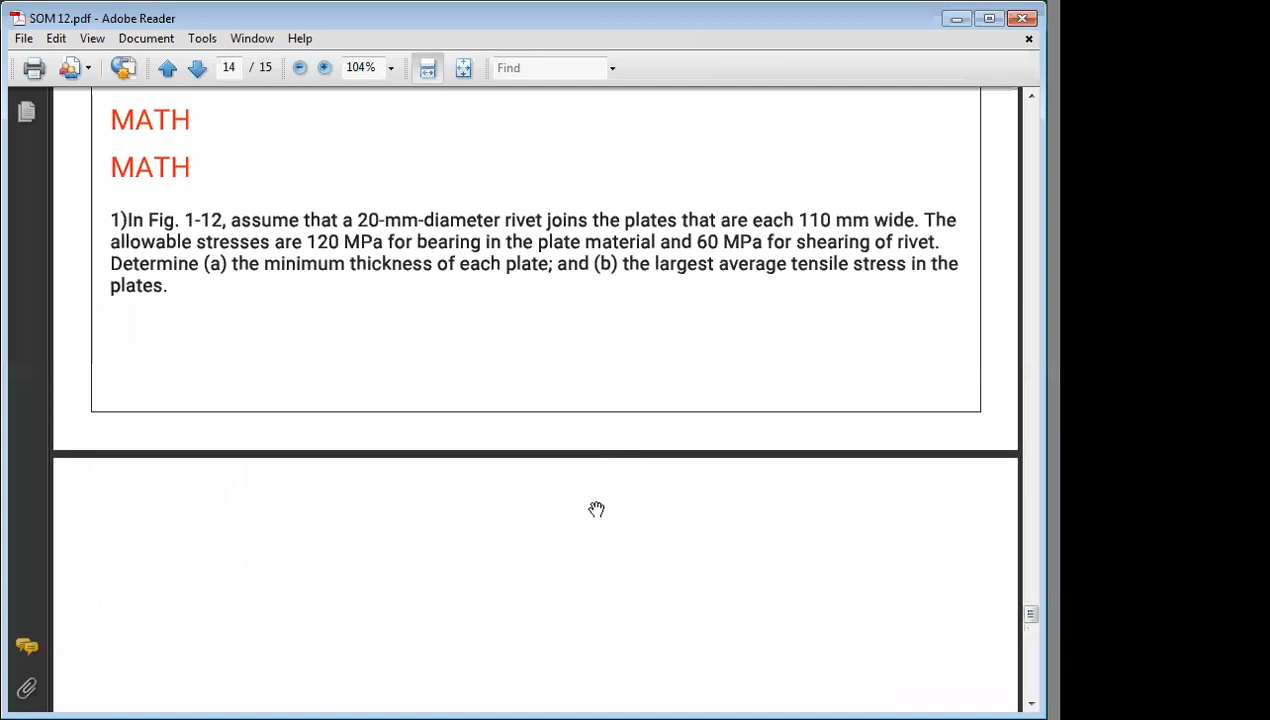 SOM 12.pdf - Adobe Reader
File Edit View Document Tools Window Help
14 / 15 104% Find
MATH
MATH
1)In Fig. 1-12, assume that a 20-mm-diameter rivet joins the plates that are each 110 mm wide. The
allowable stresses are 120 MPa for bearing in the plate material and 60 MPa for shearing of rivet.
Determine (a) the minimum thickness of each plate; and (b) the largest average tensile stress in the
plates.